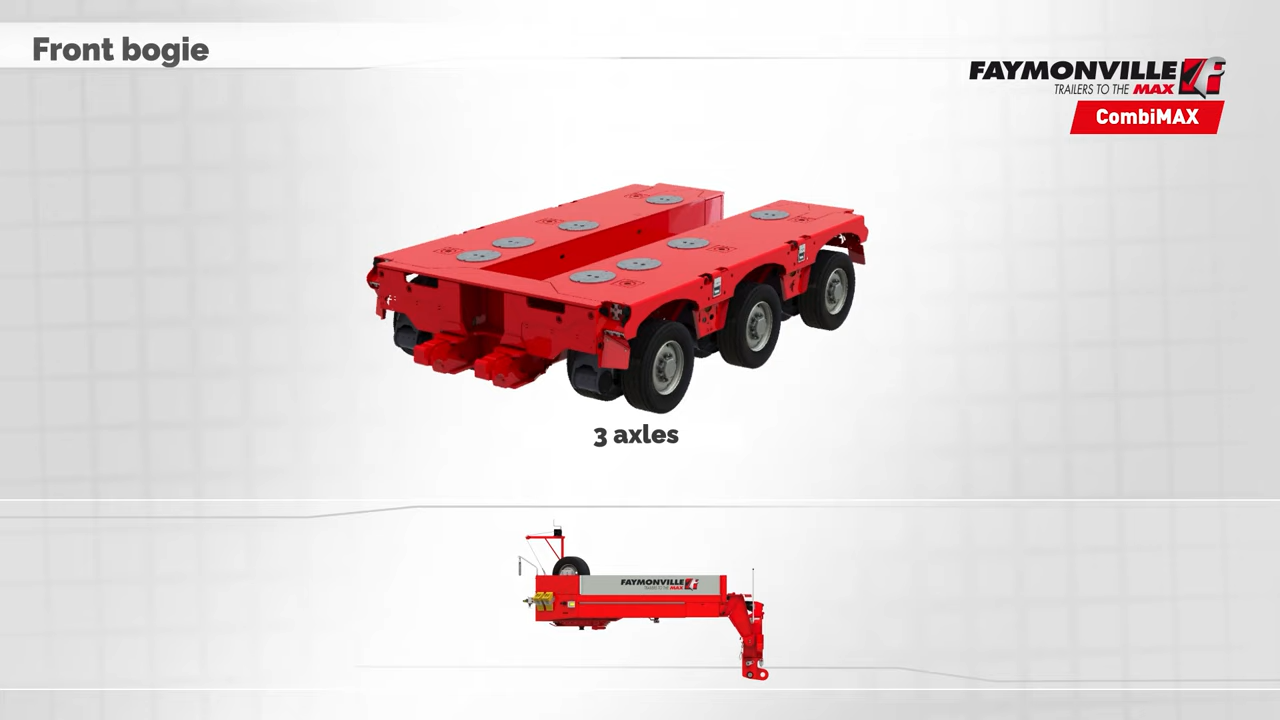 Front bogie
FAYMONVILLE
TRAILERS TO THE MAX
CombiMAX
3 axles
FAYMONVILLE
TRAILERS TO THE MAX